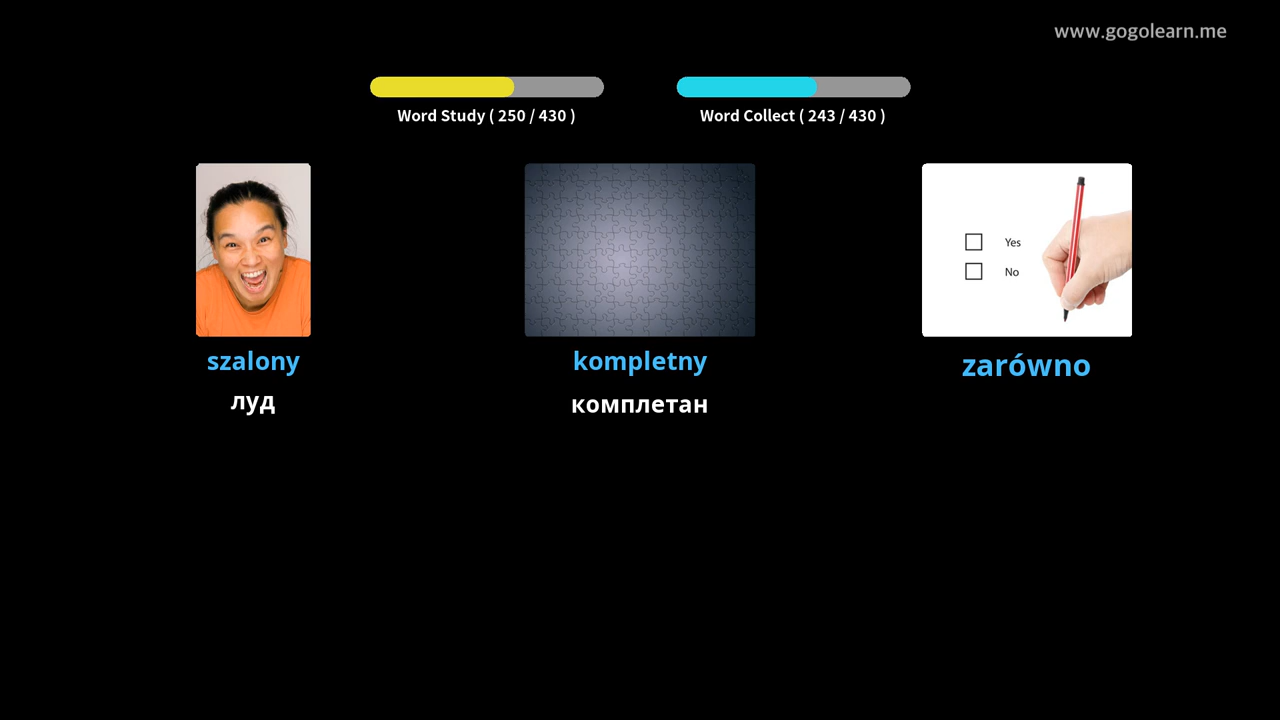 www.gogolearn.me
Word Study ( 250 / 430 )
Word Collect ( 243 / 430 )
Yes
No
szalony
kompletny
zarówno
луд
комплетан